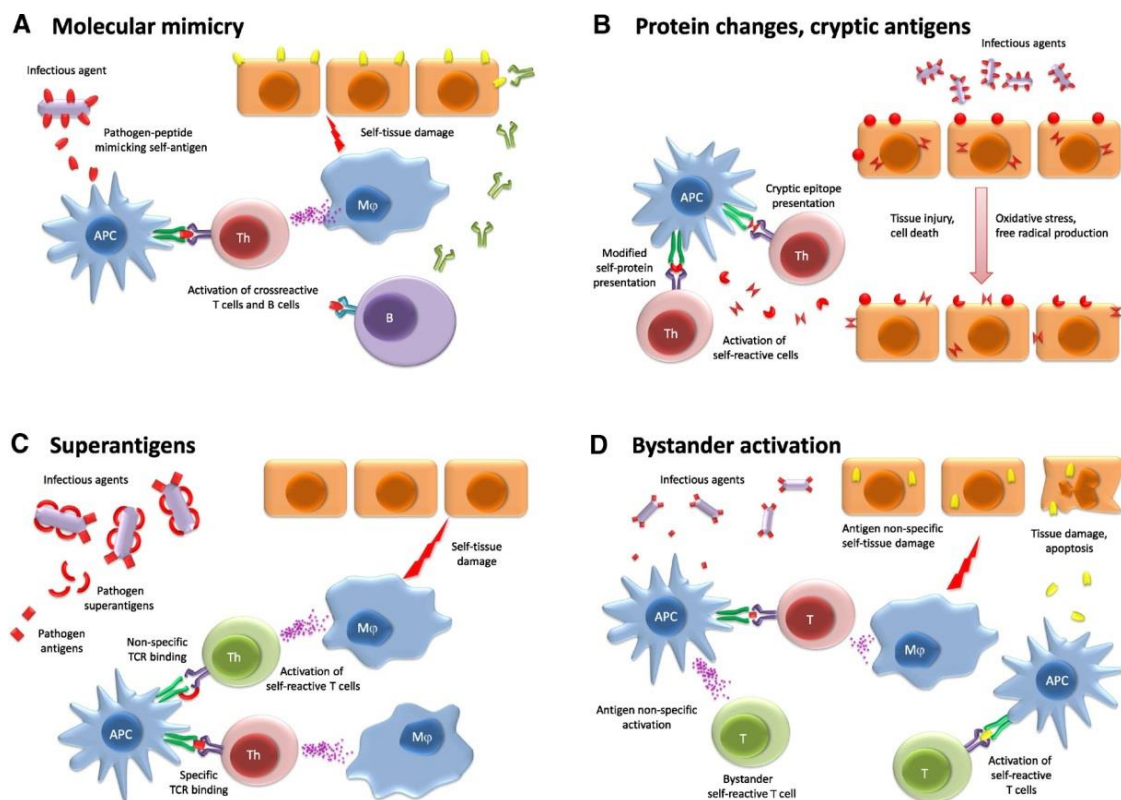 A Molecular mimicry
Infectious agent
Pathogen-peptide
mimicking self-antigen
Self-tissue
damage
APC
Th
Mφ
Activation of crossreactive
T cells and B cells
B
B Protein changes, cryptic antigens
Infectious agents
APC
Cryptic epitope
presentation
Th
Modified
self-protein
presentation
Th
Activation of
self-reactive cells
Tissue injury,
cell death
Oxidative stress,
free radical production
C Superantigens
Infectious agents
Pathogen
superantigens
Pathogen
antigens
Self-tissue
damage
Non-specific
TCR binding
Th
Mφ
Activation of
self-reactive T cells
APC
Th
Mφ
Specific
TCR binding
D Bystander activation
Infectious agents
Antigen non-specific
self-tissue damage
Tissue damage,
apoptosis
APC
T
Mφ
APC
Antigen non-specific
activation
T
Bystander
self-reactive T cell
T
Activation of
self-reactive
T cells